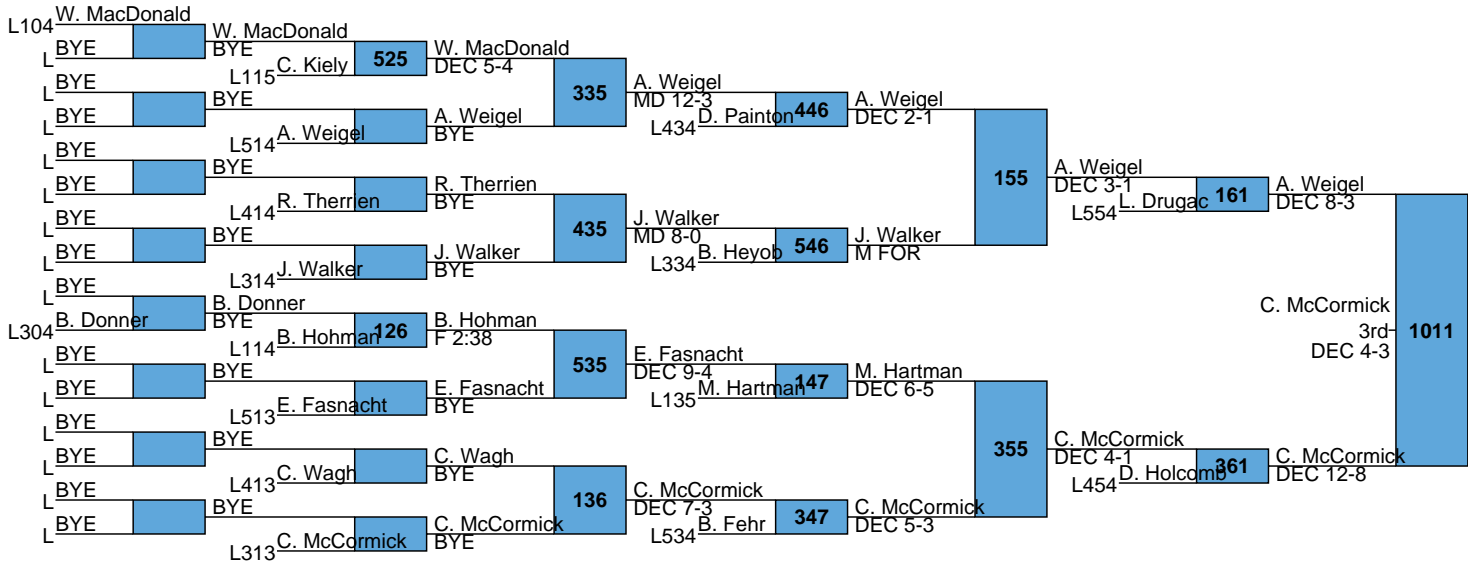 L104 W. MacDonald
L BYE
W. MacDonald
BYE
L115 C. Kiely
525
W. MacDonald
DEC 5-4
L BYE
L BYE
BYE
L514 A. Weigel
A. Weigel
BYE
335
A. Weigel
MD 12-3
L434 D. Painton
446
A. Weigel
DEC 2-1
L BYE
L BYE
BYE
L414 R. Therrien
R. Therrien
BYE
L BYE
L BYE
BYE
L314 J. Walker
J. Walker
BYE
435
J. Walker
MD 8-0
L334 B. Heyob
546
J. Walker
M FOR
155
A. Weigel
DEC 3-1
L554 L. Drugac
161
A. Weigel
DEC 8-3
L BYE
L304 B. Donner
B. Donner
BYE
L114 B. Hohman
126
B. Hohman
F 2:38
L BYE
L BYE
BYE
L513 E. Fasnacht
E. Fasnacht
BYE
535
E. Fasnacht
DEC 9-4
L135 M. Hartman
147
M. Hartman
DEC 6-5
L BYE
L BYE
BYE
L413 C. Wagh
C. Wagh
BYE
L BYE
L BYE
BYE
L313 C. McCormick
C. McCormick
BYE
136
C. McCormick
DEC 7-3
L534 B. Fehr
347
C. McCormick
DEC 5-3
355
C. McCormick
DEC 4-1
L454 D. Holcomb
361
C. McCormick
DEC 12-8
C. McCormick
3rd
DEC 4-3
1011